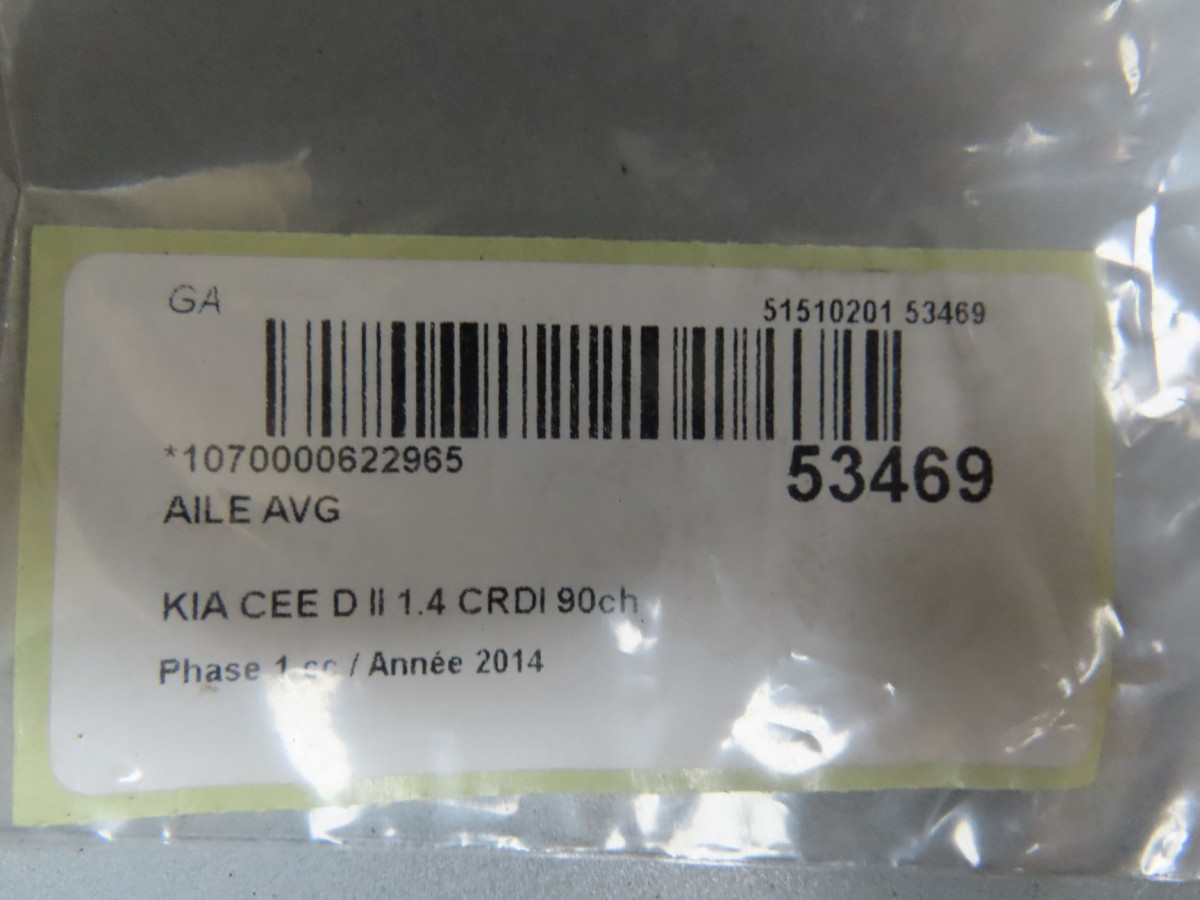 GA
51510201 53469
*1070000622965
53469
AILE AVG
KIA CEE D II 1.4 CRDI 90ch
Phase 1 cc / Année 2014